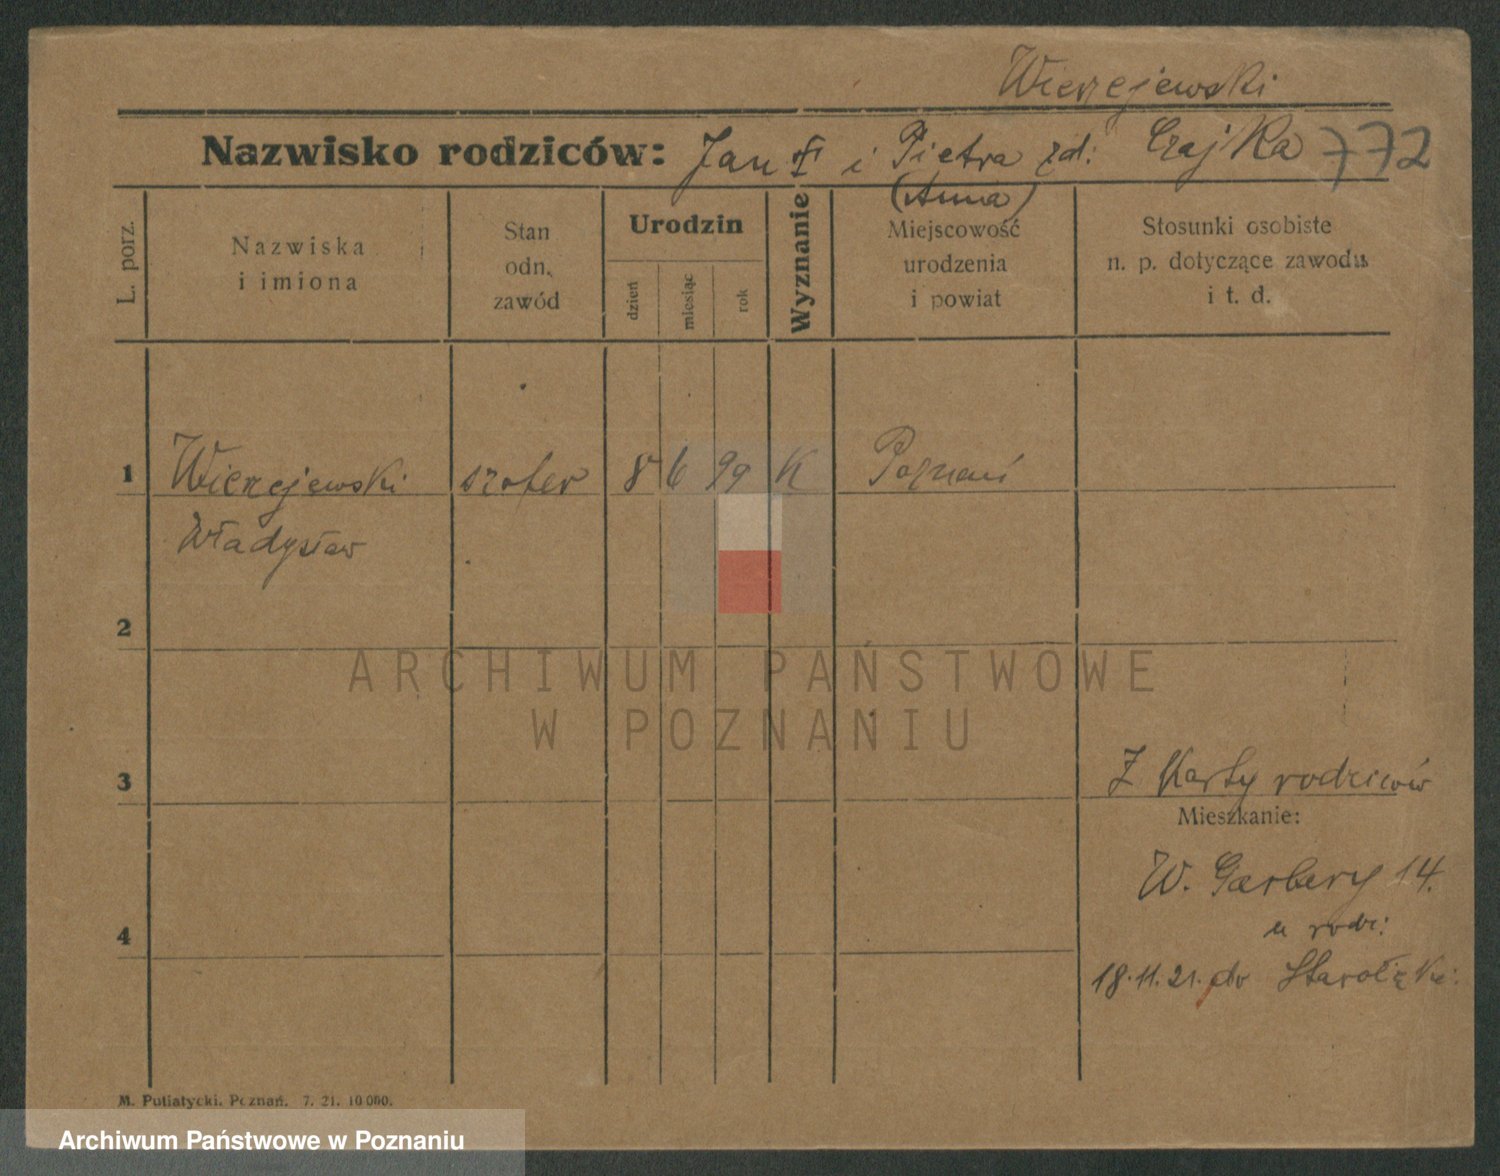 Wierzejewski
Nazwisko rodziców: Jan i Pietra zd: Czajka 772
(Anna)
L. porz.
Nazwiska
i imiona
Stan
odn.
zawód
Urodzin
dzień
miesiąc
rok
Wyznanie
Miejscowość
urodzenia
i powiat
Stosunki osobiste
n. p. dotyczące zawodu
i t. d.
1 Wierzejewski szofer 8 6 99 K Poznań
Władysław
2
ARCHIWUM PAŃSTWOWE
W POZNANIU
3 Z Karty rodziców
Mieszkanie:
W. Garbary 14.
u rodz:
4
18.11.21. do Starołęki:
M. Putiatycki. Poznań. 7. 21. 10 000.
Archiwum Państwowe w Poznaniu